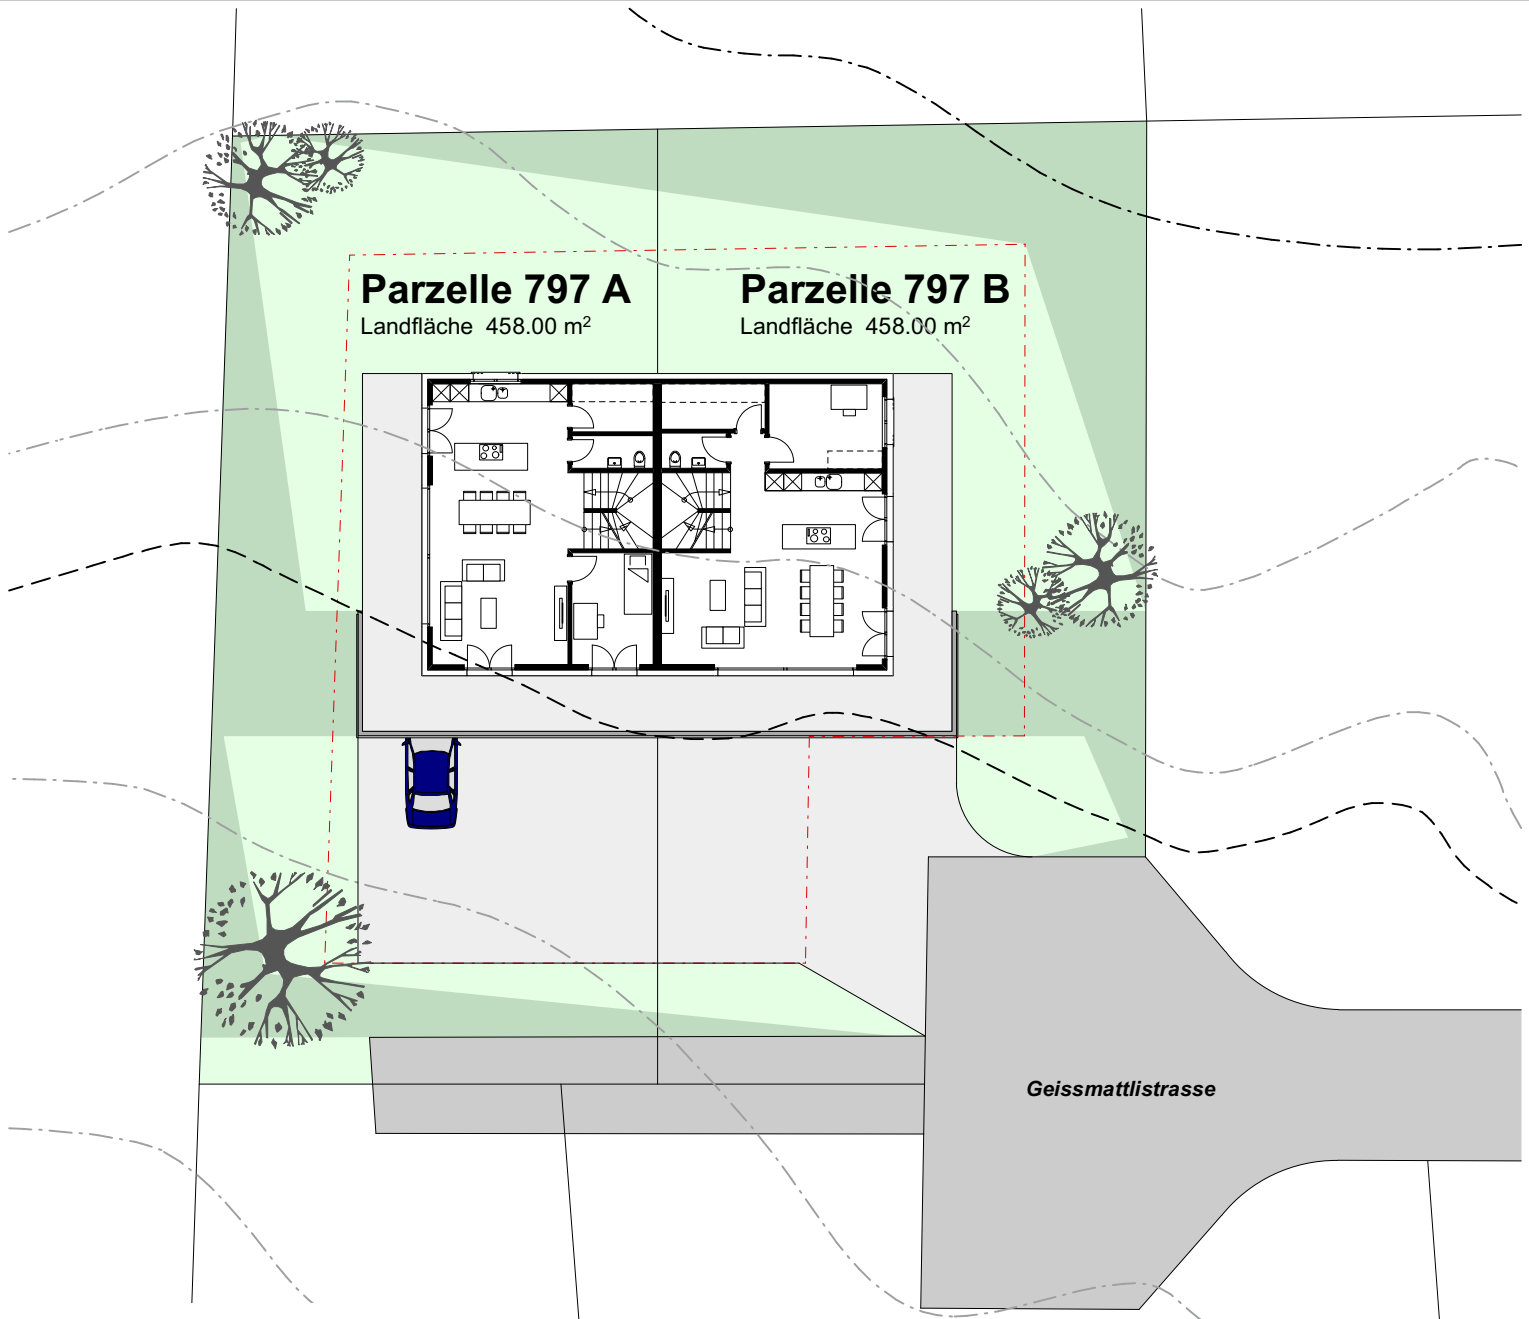 Parzelle 797 A
Landfläche 458.00 m²
Parzelle 797 B
Landfläche 458.00 m²
Geissmattlistrasse